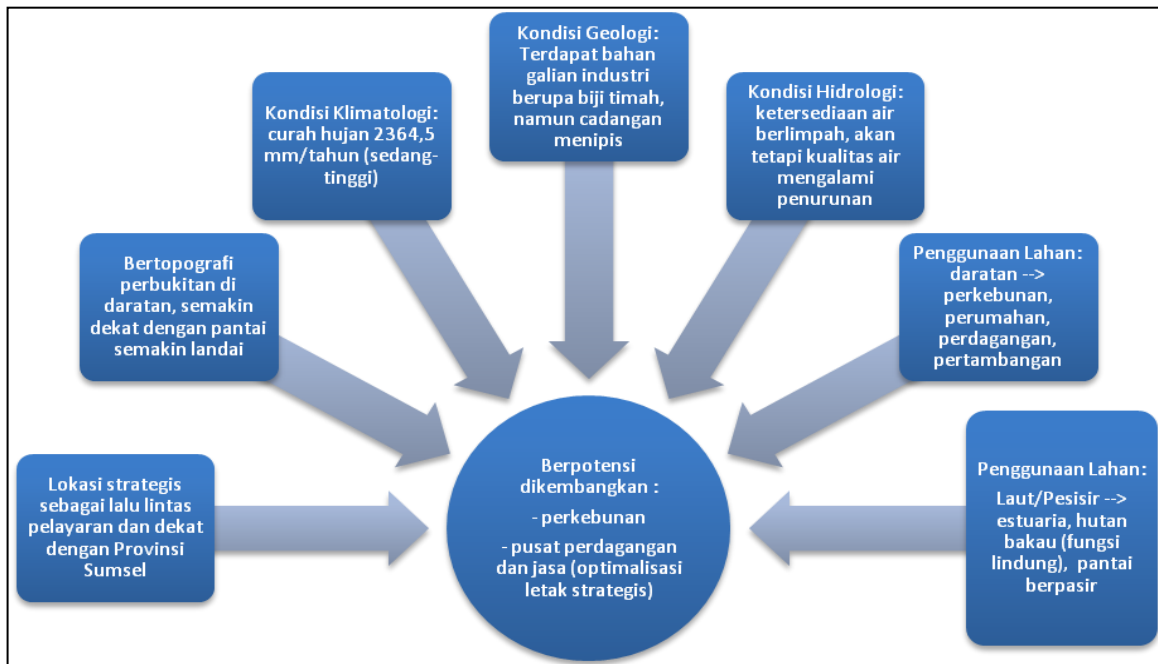 Lokasi strategis
sebagai lalu lintas
pelayaran dan dekat
dengan Provinsi
Sumsel
Bertopografi
perbukitan di
daratan, semakin
dekat dengan pantai
semakin landai
Kondisi Klimatologi:
curah hujan 2364,5
mm/tahun (sedang-
tinggi)
Kondisi Geologi:
Terdapat bahan
galian industri
berupa biji timah,
namun cadangan
menipis
Kondisi Hidrologi:
ketersediaan air
berlimpah, akan
tetapi kualitas air
mengalami
penurunan
Penggunaan Lahan:
daratan -->
perkebunan,
perumahan,
perdagangan,
pertambangan
Penggunaan Lahan:
Laut/Pesisir -->
estuaria, hutan
bakau (fungsi
lindung), pantai
berpasir
Berpotensi
dikembangkan :
- perkebunan
- pusat perdagangan
dan jasa (optimalisasi
letak strategis)